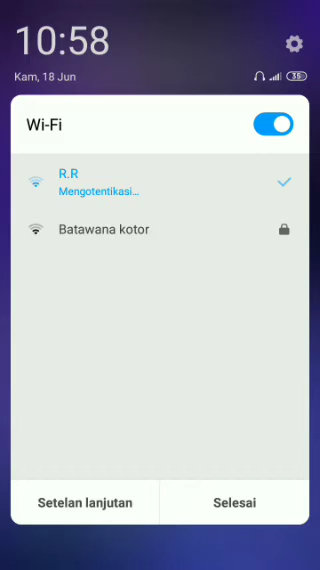 10:58
Kam, 18 Jun
35
Wi-Fi
R.R
Mengotentikasi...
Batawana kotor
Setelan lanjutan
Selesai